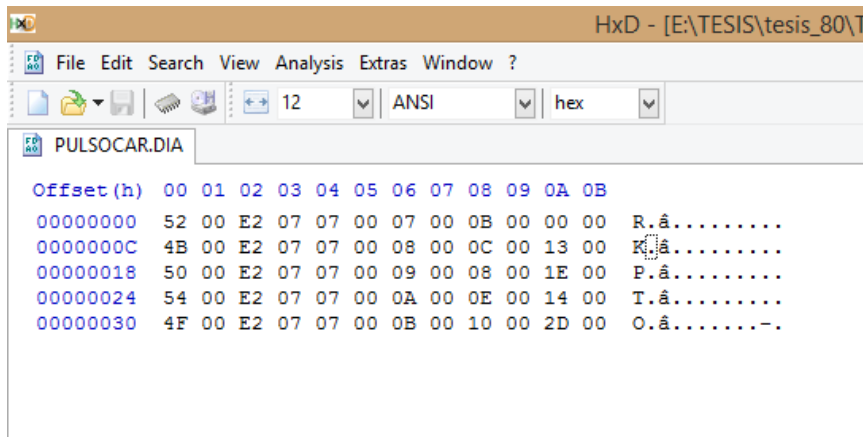 HxD - [E:\TESIS\tesis_80\T
File Edit Search View Analysis Extras Window ?
12 ANSI hex
PULSOCAR.DIA
Offset(h) 00 01 02 03 04 05 06 07 08 09 0A 0B
00000000 52 00 E2 07 07 00 07 00 0B 00 00 00 R.â.........
0000000C 4B 00 E2 07 07 00 08 00 0C 00 13 00 K.â.........
00000018 50 00 E2 07 07 00 09 00 08 00 1E 00 P.â.........
00000024 54 00 E2 07 07 00 0A 00 0E 00 14 00 T.â.........
00000030 4F 00 E2 07 07 00 0B 00 10 00 2D 00 O.â.......-.